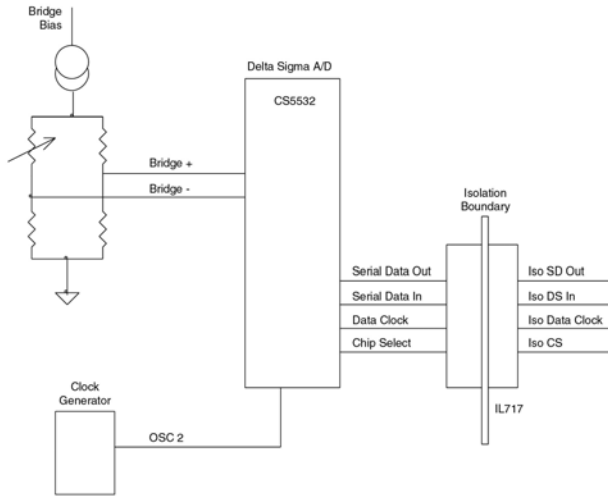 Bridge
Bias
Delta Sigma A/D
CS5532
Bridge +
Bridge -
Isolation
Boundary
Serial Data Out
Iso SD Out
Serial Data In
Iso DS In
Data Clock
Iso Data Clock
Chip Select
Iso CS
IL717
Clock
Generator
OSC 2